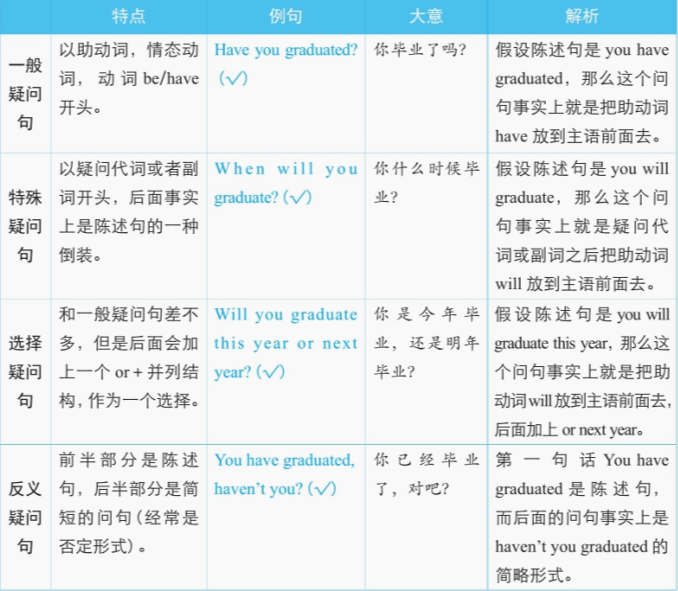 特点
例句
大意
解析
一般
疑问
句
以助动词，情态动
词，动词 be/have
开头。
Have you graduated?
(√)
你毕业了吗?
假设陈述句是 you have
graduated，那么这个问
句事实上就是把助动词
have 放到主语前面去。
特殊
疑问
句
以疑问代词或者副
词开头，后面事实
上是陈述句的一种
倒装。
When will you
graduate? (√)
你什么时候毕
业?
假设陈述句是 you will
graduate，那么这个问
句事实上就是疑问代
词或副词之后把助动词
will 放到主语前面去。
选择
疑问
句
和一般疑问句差不
多，但是后面会加
上一个 or + 并列结
构，作为一个选择。
Will you graduate
this year or next
year? (√)
你是今年毕
业，还是明年
毕业?
假设陈述句是 you will
graduate this year，那么这
个问句事实上就是把助
动词will 放到主语前面去，
后面加上 or next year。
反义
疑问
句
前半部分是陈述
句，后半部分是简
短的问句(经常是
否定形式)。
You have graduated,
haven't you? (√)
你已经毕业
了，对吧?
第一句话 You have
graduated 是陈述句，
而后面的问句事实上是
haven't you graduated 的
简略形式。